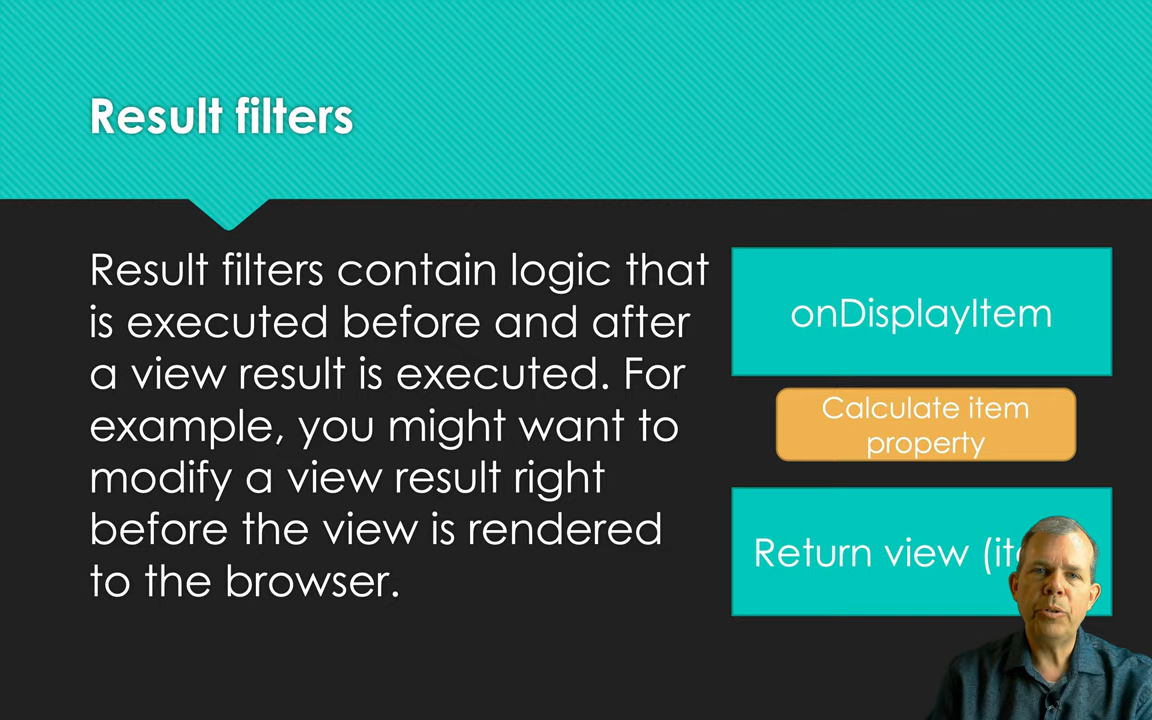 Result filters
Result filters contain logic that
is executed before and after
a view result is executed. For
example, you might want to
modify a view result right
before the view is rendered
to the browser.
onDisplayItem
Calculate item
property
Return view